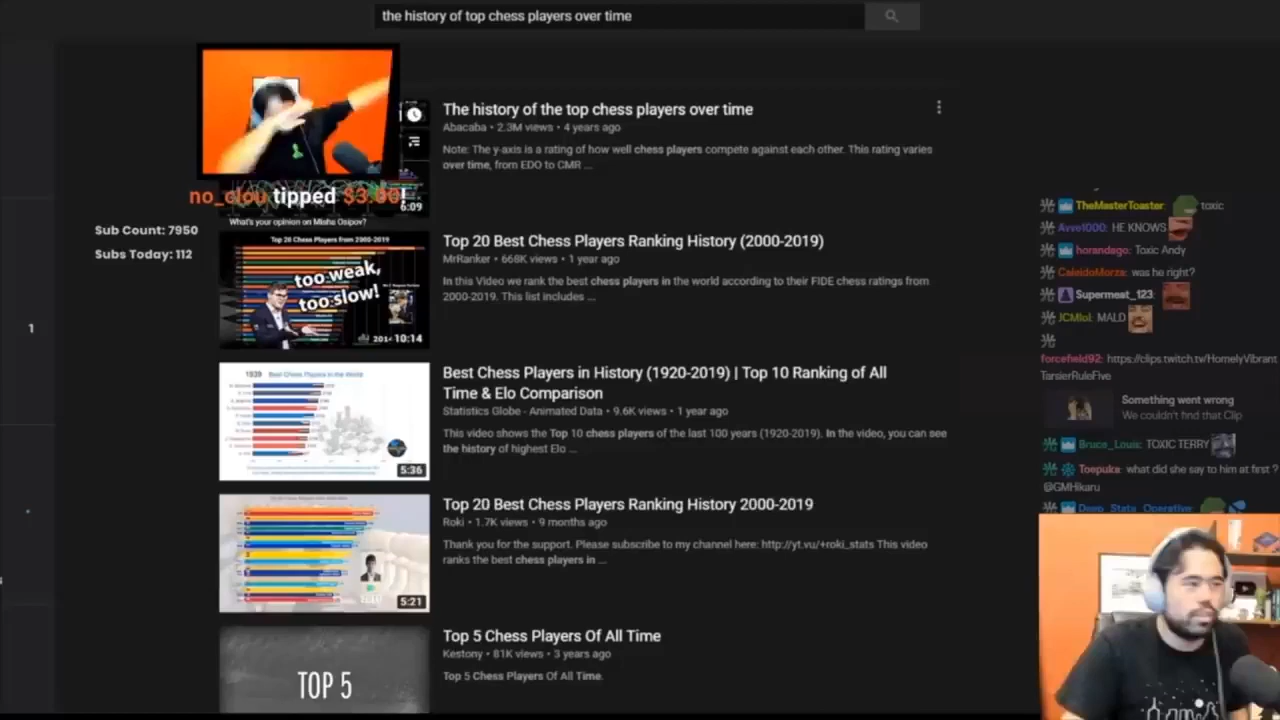 the history of top chess players over time
The history of the top chess players over time
Abacaba • 2.3M views • 4 years ago
Note: The y-axis is a rating of how well chess players compete against each other. This rating varies
over time, from EDO to CMR ...
no_clou tipped $3.00!
6:09
What's your opinion on Misha Osipov?
Sub Count: 7950
Subs Today: 112
Top 20 Chess Players from 2000-2019
too weak,
too slow!
10:14
Top 20 Best Chess Players Ranking History (2000-2019)
MrRanker • 668K views • 1 year ago
In this Video we rank the best chess players in the world according to their FIDE chess ratings from
2000-2019. This list includes ...
1
1939 Best Chess Players in the World
5:36
Best Chess Players in History (1920-2019) | Top 10 Ranking of All
Time & Elo Comparison
Statistics Globe - Animated Data • 9.6K views • 1 year ago
This video shows the Top 10 chess players of the last 100 years (1920-2019). In the video, you can see
the history of highest Elo ...
5:21
Top 20 Best Chess Players Ranking History 2000-2019
Roki • 1.7K views • 9 months ago
Thank you for the support. Please subscribe to my channel here: http://yt.vu/+roki_stats This video
ranks the best chess players in ...
TOP 5
Top 5 Chess Players Of All Time
Kestony • 81K views • 3 years ago
Top 5 Chess Players Of All Time.
TheMasterToaster: toxic
Avve1000: HE KNOWS
horandego: Toxic Andy
CaleidoMorza: was he right?
Supermeat_123:
JCMlol: MALD
forcefield92: https://clips.twitch.tv/HomelyVibrant
TarsierRuleFive
Something went wrong
We couldn't find that Clip
Bruce_Louis: TOXIC TERRY
Toepuka: what did she say to him at first ?
@GMHikaru
Deep_State_Operative: